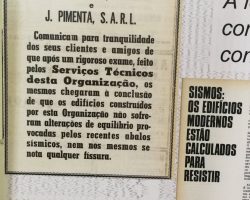 J. PIMENTA, S. A. R. L.
Comunicam para tranquilidade
dos seus clientes e amigos de
que após um rigoroso exame, feito
pelos Serviços Técnicos
desta Organização, os
mesmos chegaram à conclusão
de que os edifícios construídos
por esta Organização não sofre-
ram alterações de equilíbrio pro-
vocadas pelos recentes abalos
sísmicos, nem nos mesmos se
nota qualquer fissura.
A
con
con
SISMOS:
OS EDIFÍCIOS
MODERNOS
ESTÃO
CALCULADOS
PARA
RESISTIR